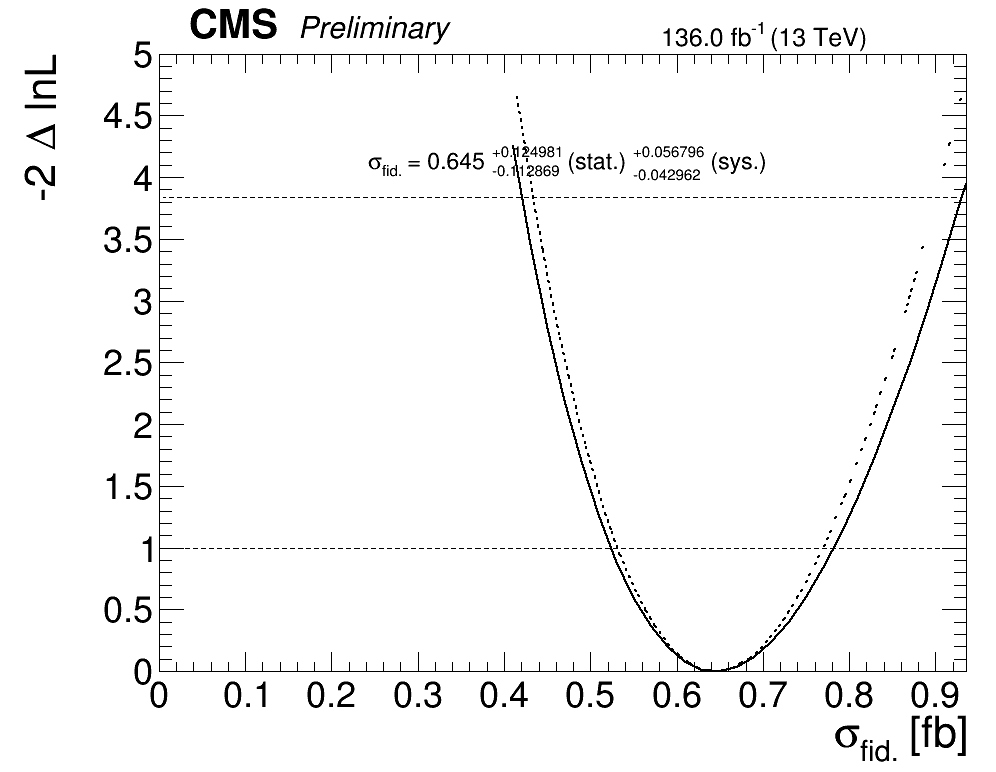 CMS Preliminary
136.0 fb-1 (13 TeV)
-2 Δ lnL
5
4.5
4
3.5
3
2.5
2
1.5
1
0.5
0
σfid. = 0.645 +0.124981 -0.112869 (stat.) +0.056796 -0.042962 (sys.)
0 0.1 0.2 0.3 0.4 0.5 0.6 0.7 0.8 0.9
σfid. [fb]